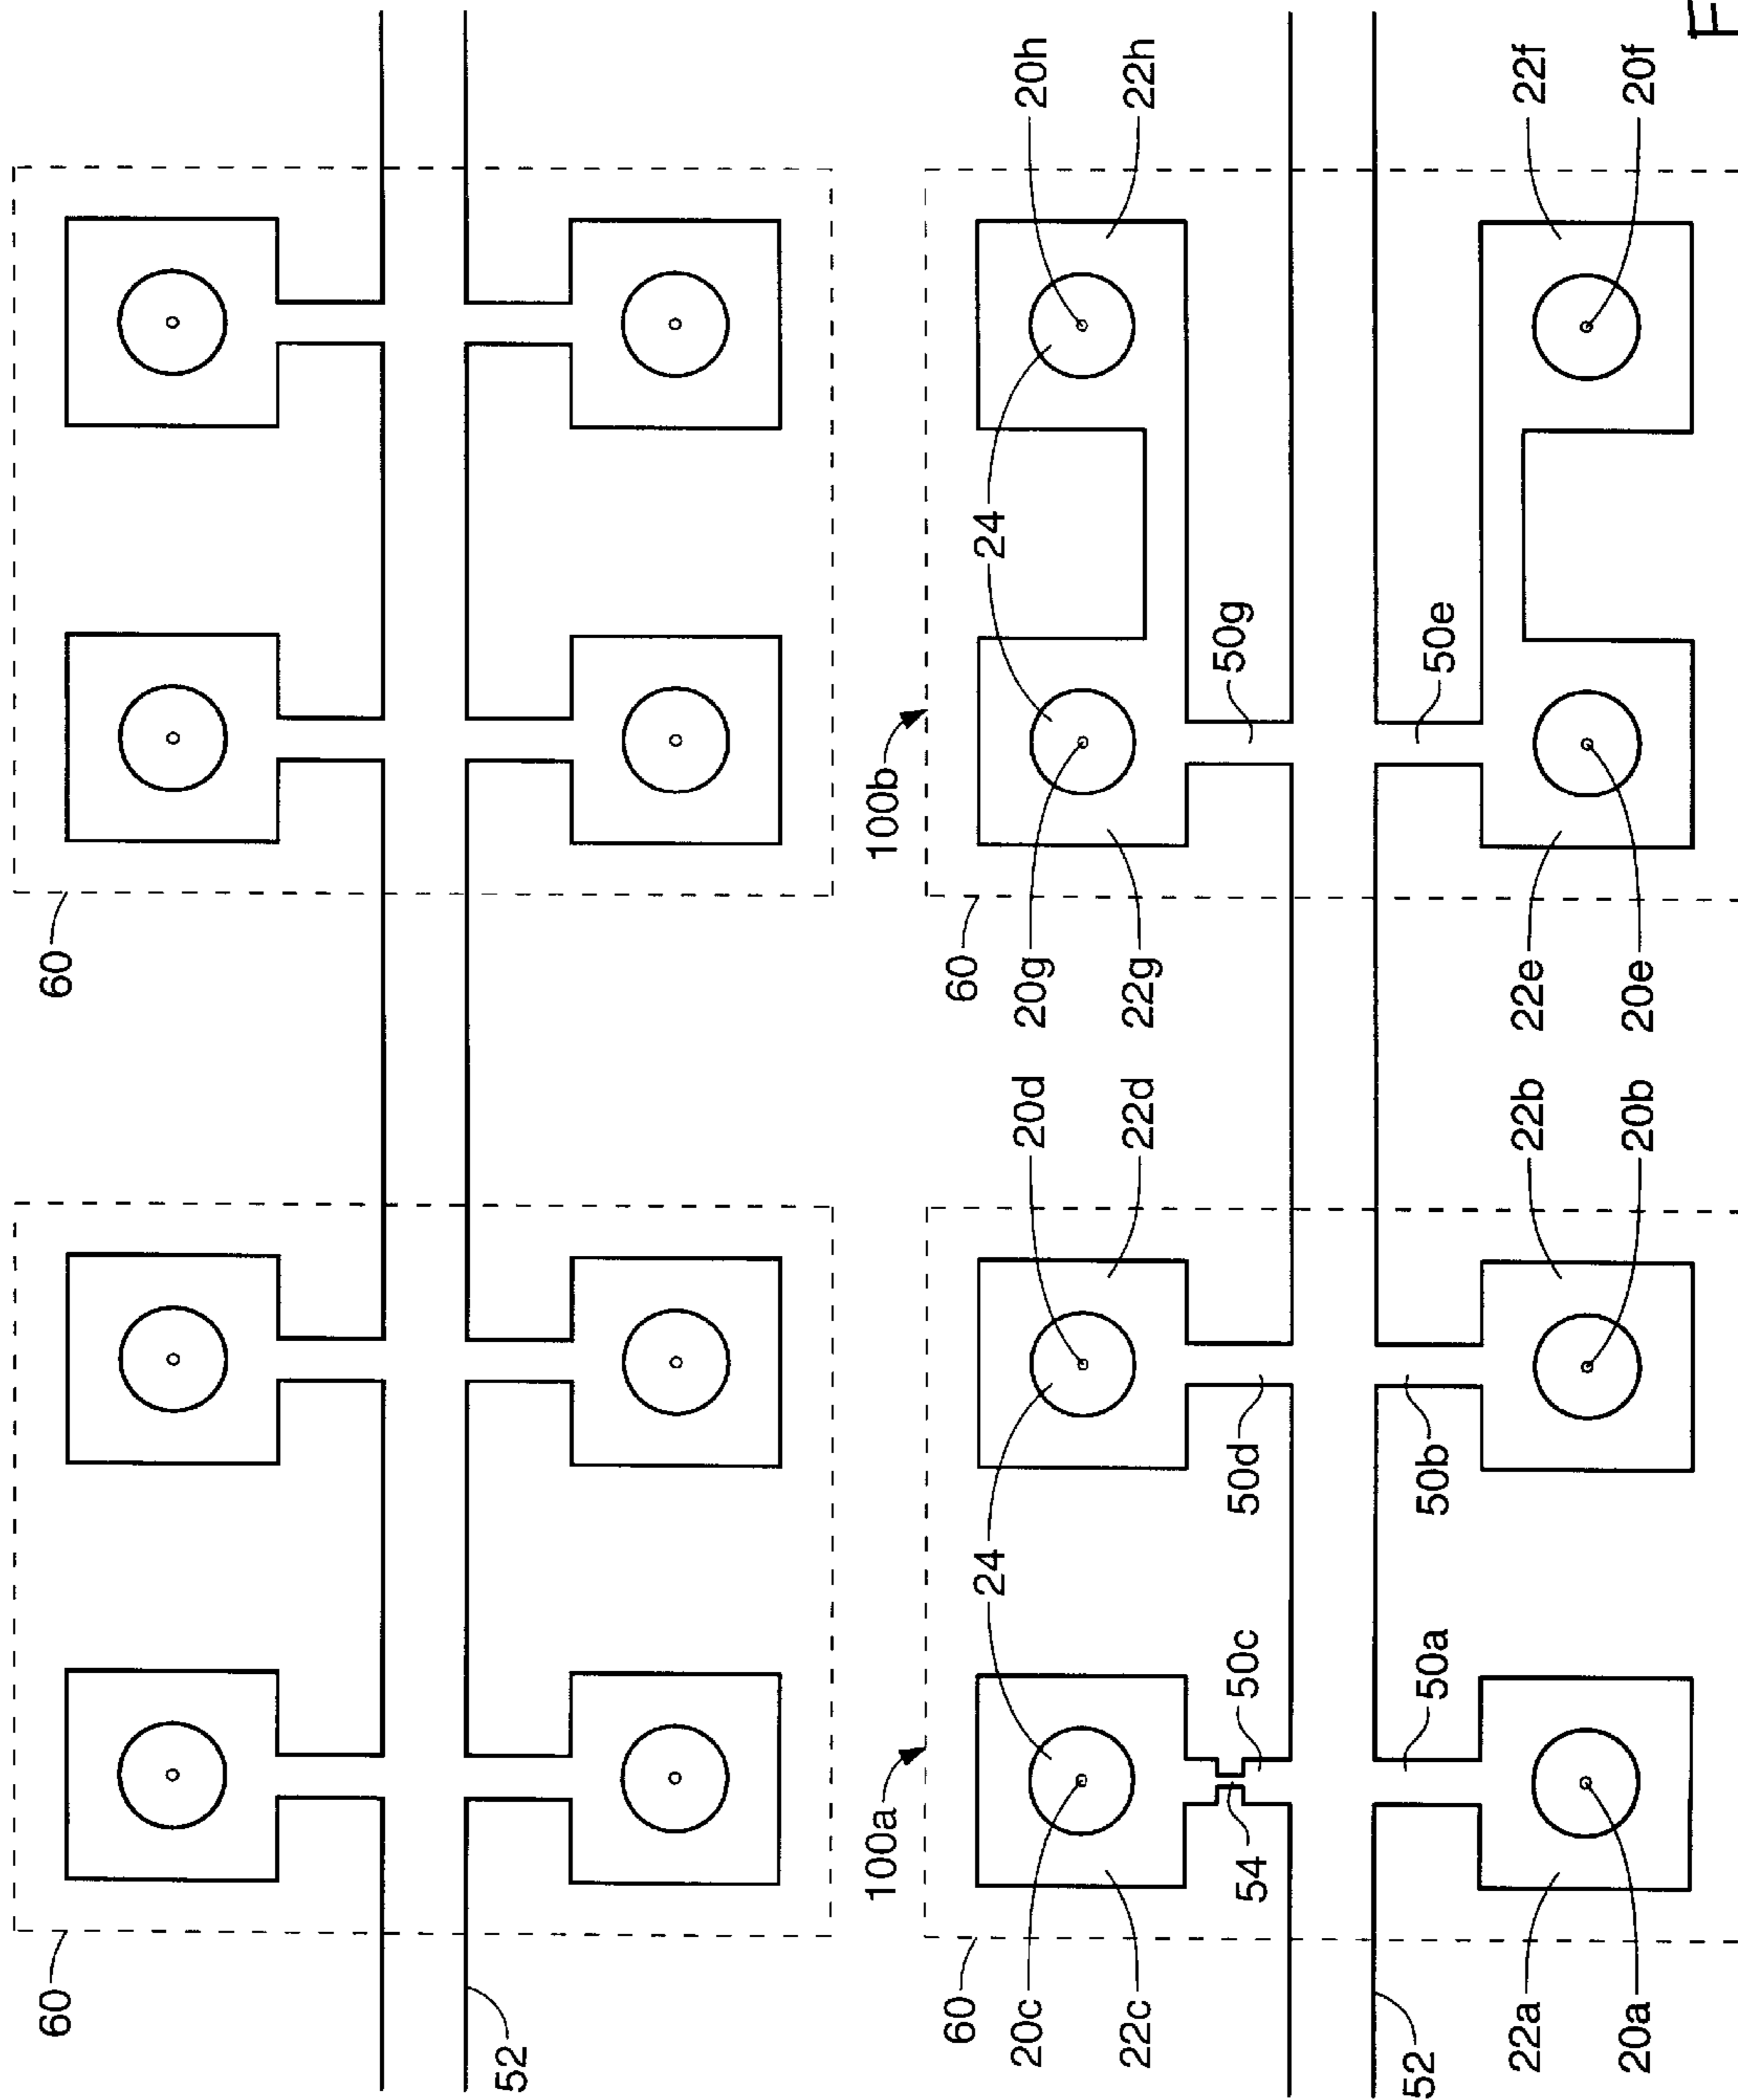 60 60
52
100a 100b
60 24 60 24
20c 20d 20g 20h
22c 22d 22g 22h
54 50c 50d 50g
52 50a 50b 50e
22a 22b 22e 22f
20a 20b 20e 20f